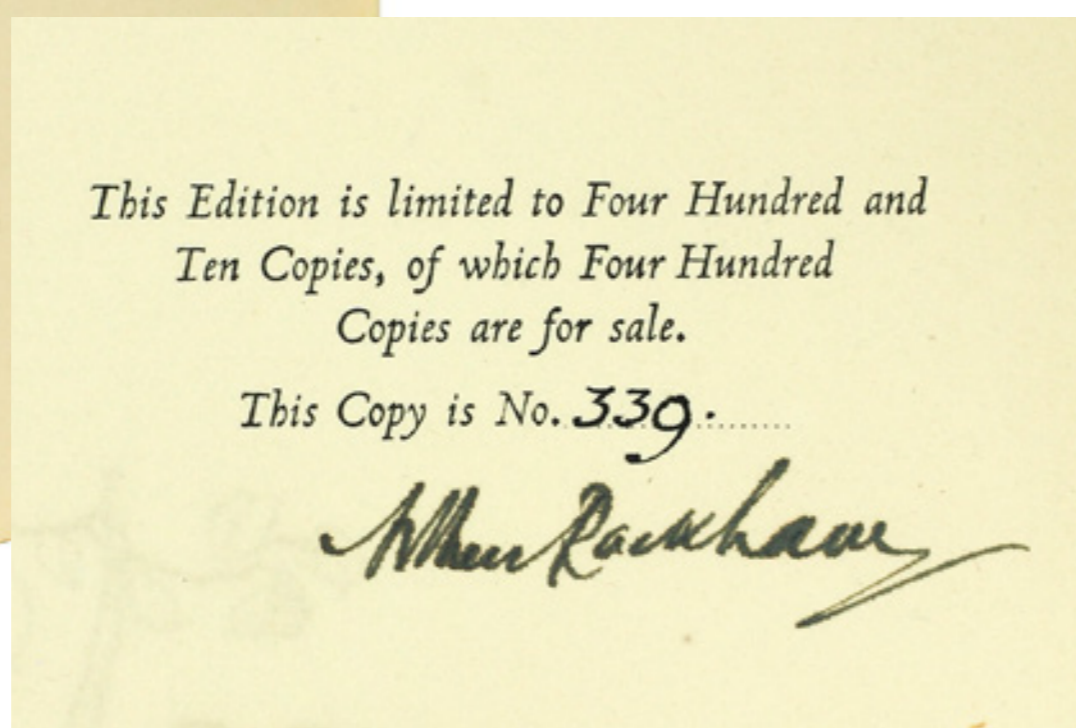 This Edition is limited to Four Hundred and
Ten Copies, of which Four Hundred
Copies are for sale.
This Copy is No. 339.
Arthur Rackham